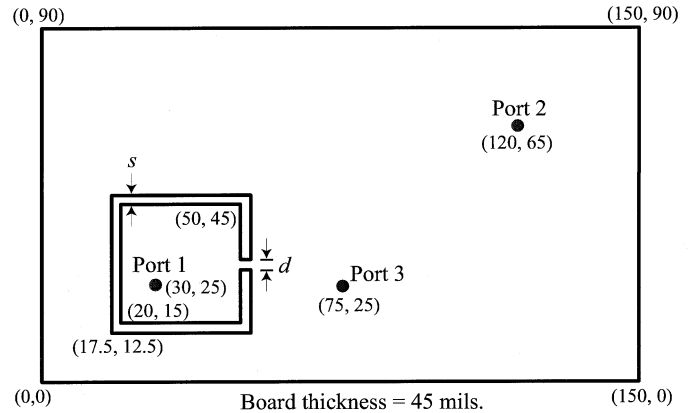 (0, 90)
(150, 90)
Port 2
(120, 65)
s
(50, 45)
d
Port 1
(30, 25)
Port 3
(20, 15)
(75, 25)
(17.5, 12.5)
(0,0)
Board thickness = 45 mils.
(150, 0)